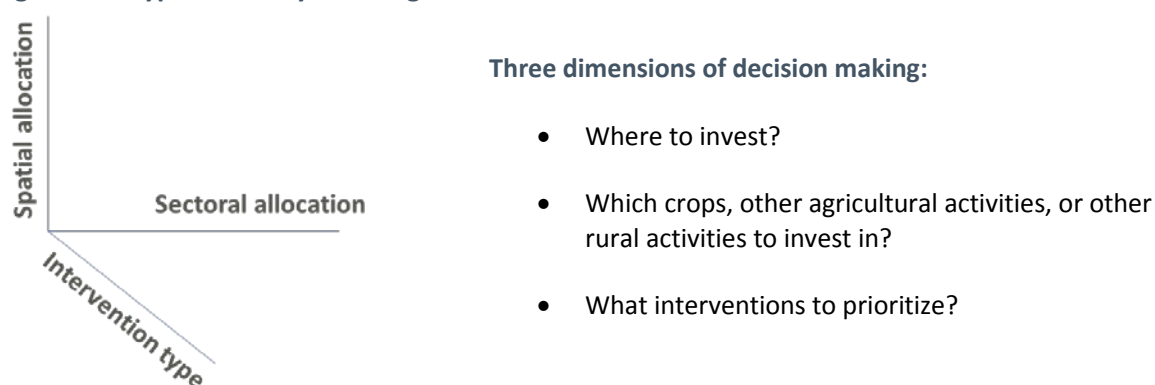 Spatial allocation
Sectoral allocation
Intervention type
Three dimensions of decision making:
• Where to invest?
• Which crops, other agricultural activities, or other
rural activities to invest in?
• What interventions to prioritize?